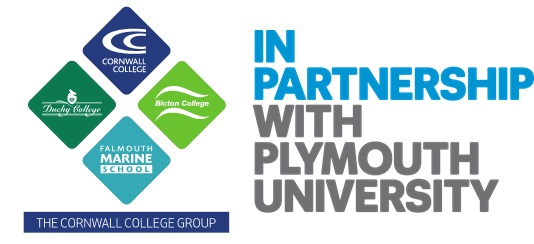 CORNWALL
COLLEGE
Duchy College
Bicton College
FALMOUTH
MARINE
SCHOOL
THE CORNWALL COLLEGE GROUP
IN
PARTNERSHIP
WITH
PLYMOUTH
UNIVERSITY